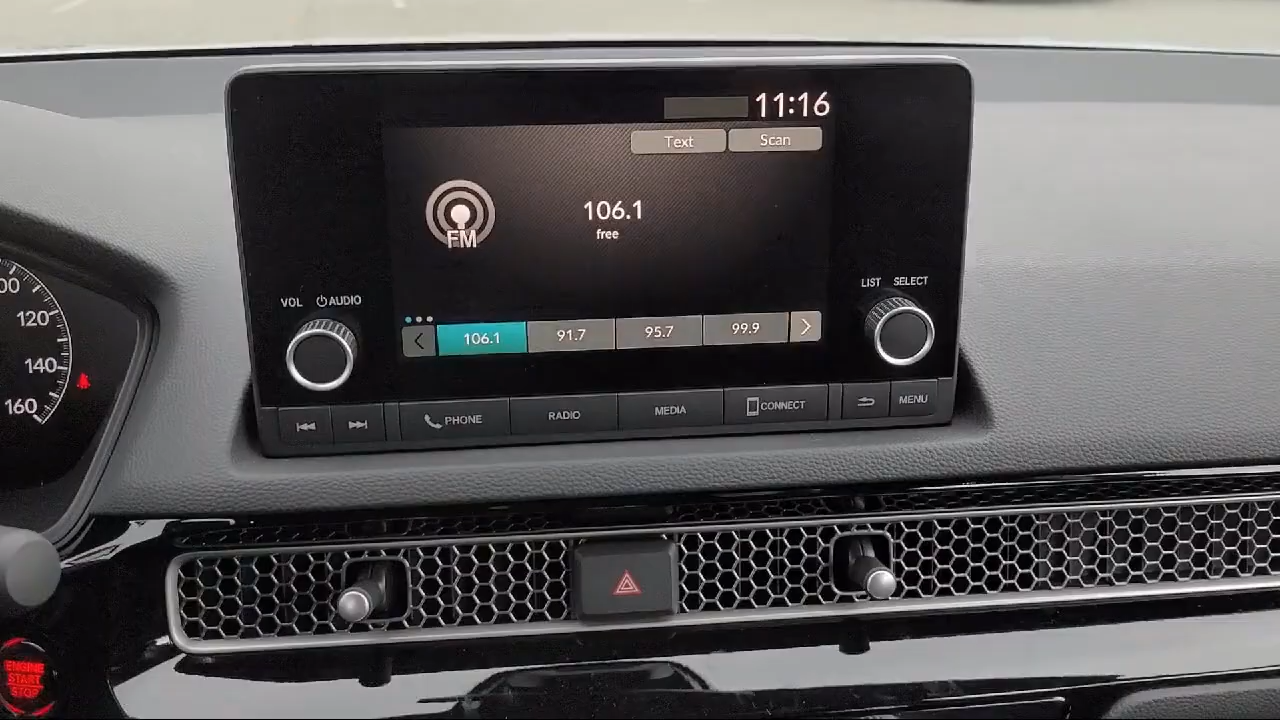 11:16
Text Scan
FM
106.1
free
VOL AUDIO
LIST SELECT
106.1 91.7 95.7 99.9
PHONE RADIO MEDIA CONNECT MENU
120
140
160
ENGINE
START
STOP